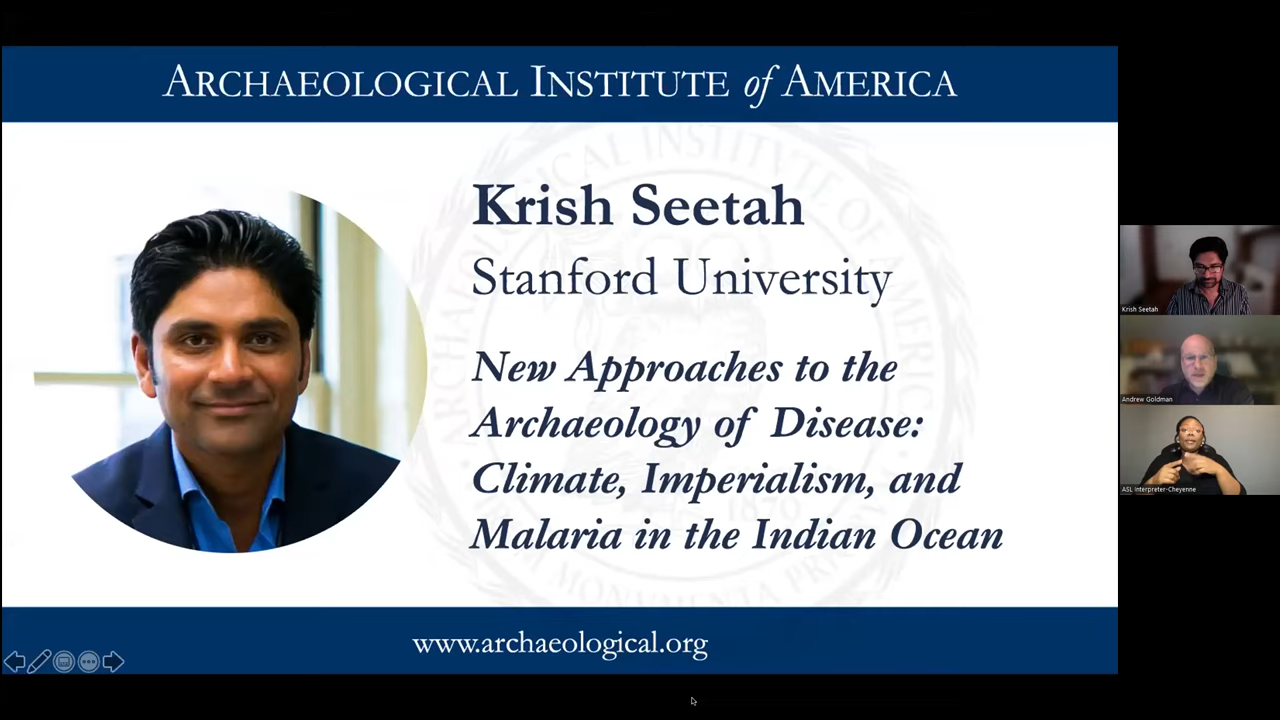 ARCHAEOLOGICAL INSTITUTE of AMERICA
Krish Seetah
Stanford University
New Approaches to the
Archaeology of Disease:
Climate, Imperialism, and
Malaria in the Indian Ocean
www.archaeological.org
Krish Seetah
Andrew Goldman
ASL Interpreter-Cheyenne